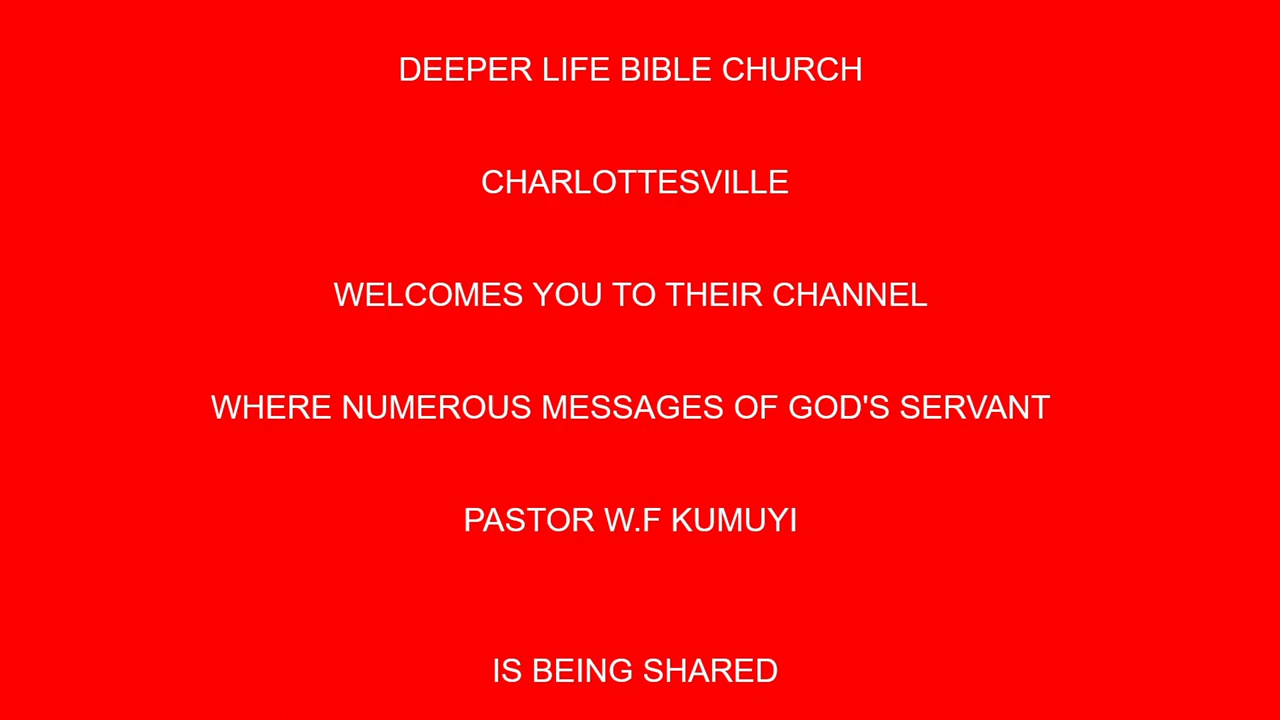 DEEPER LIFE BIBLE CHURCH
CHARLOTTESVILLE
WELCOMES YOU TO THEIR CHANNEL
WHERE NUMEROUS MESSAGES OF GOD'S SERVANT
PASTOR W.F KUMUYI
IS BEING SHARED